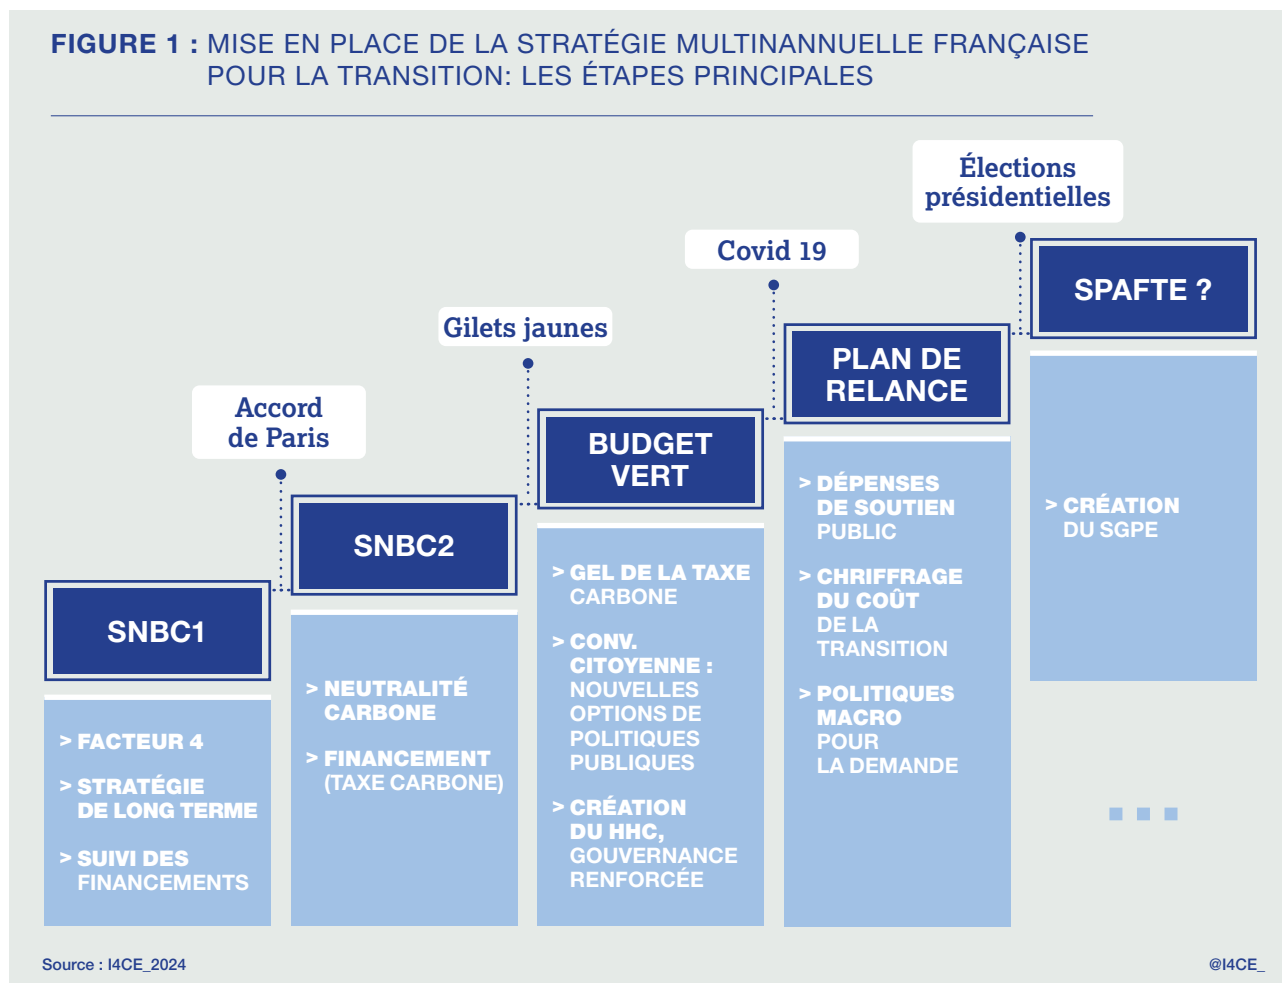 FIGURE 1 : MISE EN PLACE DE LA STRATÉGIE MULTINANNUELLE FRANÇAISE
POUR LA TRANSITION: LES ÉTAPES PRINCIPALES
SNBC1
> FACTEUR 4
> STRATÉGIE
DE LONG TERME
> SUIVI DES
FINANCEMENTS
Accord
de Paris
SNBC2
> NEUTRALITÉ
CARBONE
> FINANCEMENT
(TAXE CARBONE)
Gilets jaunes
BUDGET
VERT
> GEL DE LA TAXE
CARBONE
> CONV.
CITOYENNE :
NOUVELLES
OPTIONS DE
POLITIQUES
PUBLIQUES
> CRÉATION
DU HHC,
GOUVERNANCE
RENFORCÉE
Covid 19
PLAN DE
RELANCE
> DÉPENSES
DE SOUTIEN
PUBLIC
> CHRIFFRAGE
DU COÛT
DE LA
TRANSITION
> POLITIQUES
MACRO
POUR
LA DEMANDE
Élections
présidentielles
SPAFTE ?
> CRÉATION
DU SGPE
Source : I4CE_2024
@I4CE_